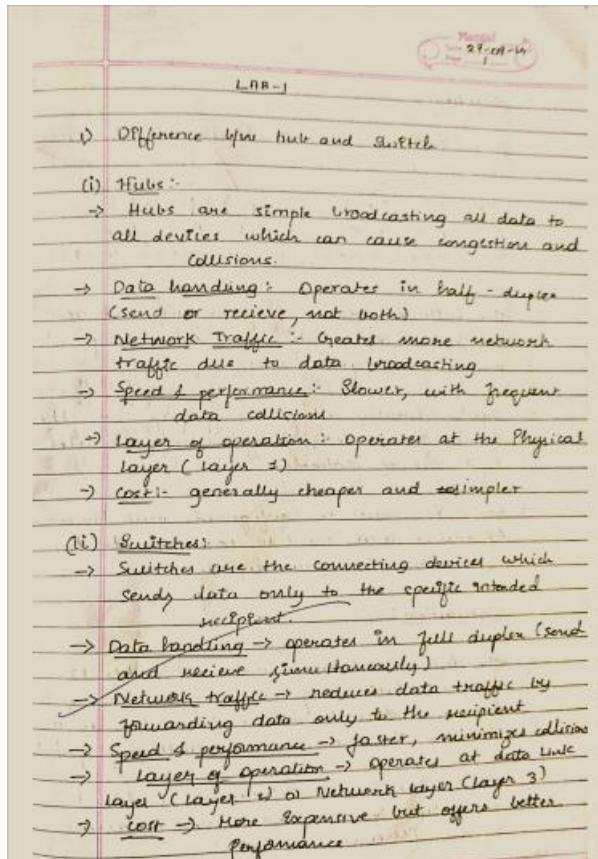 LAB-1
1) Difference b/w hub and Switch
(i) Hubs:-
→ Hubs are simple broadcasting all data to
all devices which can cause congestion and
collisions.
→ Data handling:- Operates in half-duplex
(send or recieve, not both)
→ Network Traffic:- Creates more network
traffic due to data broadcasting
→ Speed & performance:- Slower, with frequent
data collisions
→ Layer of operation:- Operates at the Physical
Layer (Layer 1)
→ Cost:- generally cheaper and simpler
(ii) Switches:
→ Switches are the connecting devices which
sends data only to the specific intended
recipient.
→ Data handling → operates in full duplex (send
and recieve simultaneously)
→ Network traffic → reduces data traffic by
forwarding data only to the recipient
→ Speed & performance → faster, minimizes collisions
→ Layer of operation → operates at data link
layer (Layer 2) or Network layer (Layer 3)
→ cost → More Expensive but offers better
Performance